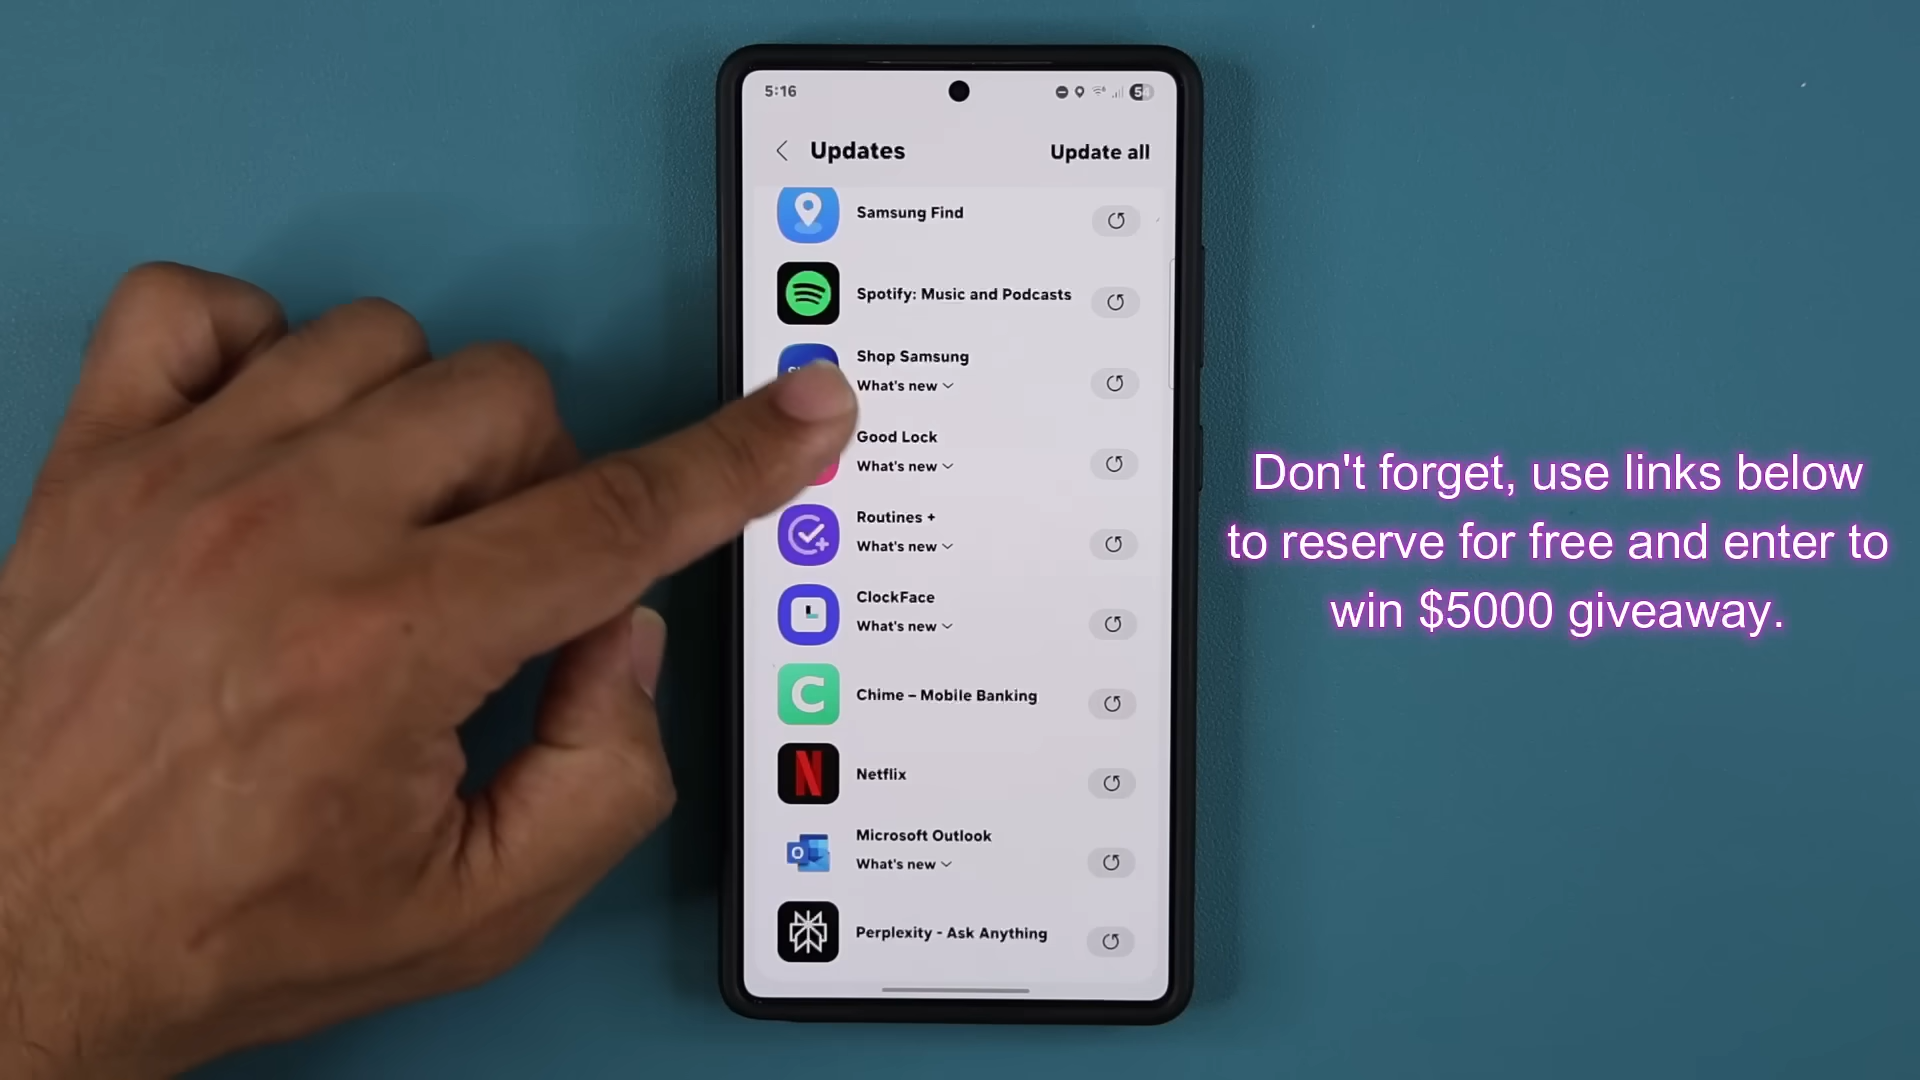 5:16
54
Updates
Update all
Samsung Find
Spotify: Music and Podcasts
Shop Samsung
What's new
Good Lock
What's new
Routines +
What's new
ClockFace
What's new
C
Chime – Mobile Banking
N
Netflix
O
Microsoft Outlook
What's new
Perplexity - Ask Anything
Don't forget, use links below
to reserve for free and enter to
win $5000 giveaway.